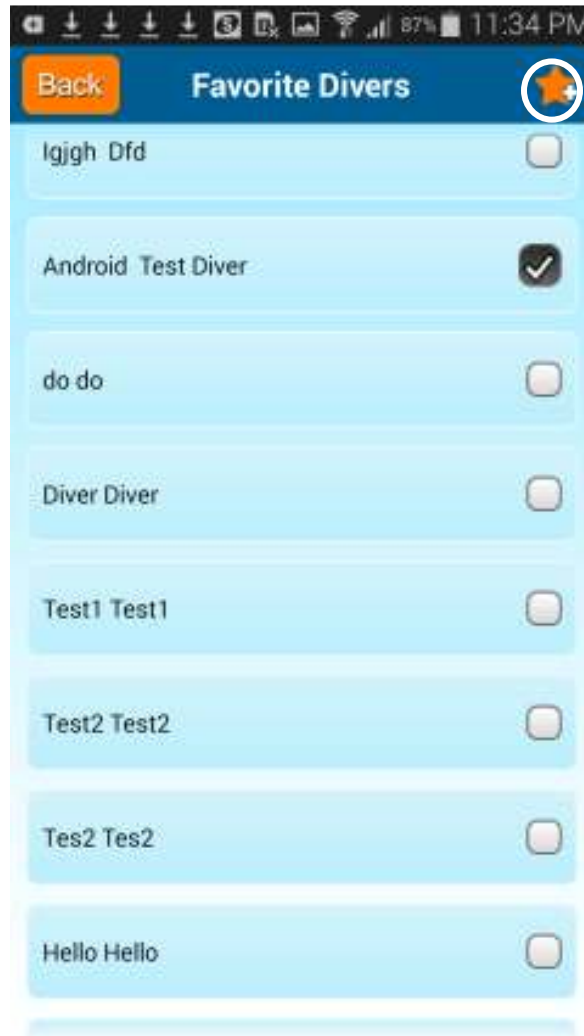 87% 11:34 PM
Back Favorite Divers
Igjgh Dfd
Android Test Diver
do do
Diver Diver
Test1 Test1
Test2 Test2
Tes2 Tes2
Hello Hello